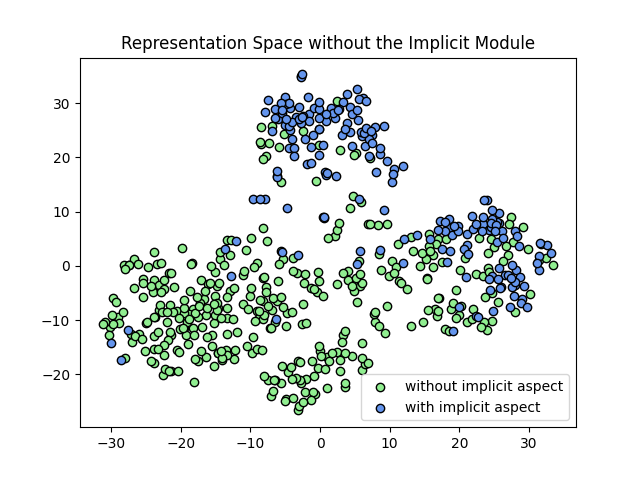 Representation Space without the Implicit Module
30
20
10
0
−10
−20
without implicit aspect
with implicit aspect
−30 −20 −10 0 10 20 30